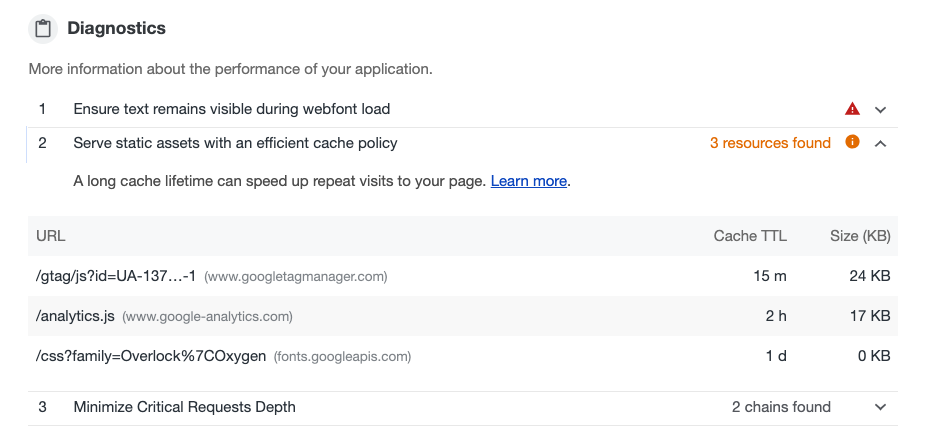 Diagnostics
More information about the performance of your application.
1 Ensure text remains visible during webfont load
2 Serve static assets with an efficient cache policy 3 resources found
A long cache lifetime can speed up repeat visits to your page. Learn more.
URL Cache TTL Size (KB)
/gtag/js?id=UA-137…-1 (www.googletagmanager.com) 15 m 24 KB
/analytics.js (www.google-analytics.com) 2 h 17 KB
/css?family=Overlock%7COxygen (fonts.googleapis.com) 1 d 0 KB
3 Minimize Critical Requests Depth 2 chains found